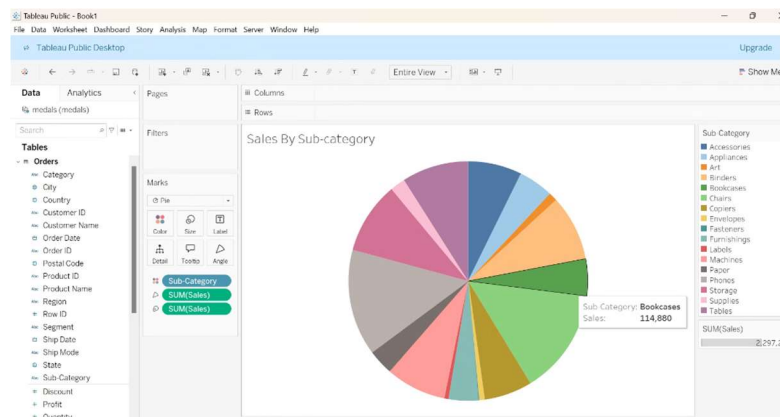 Tableau Public - Book1
File Data Worksheet Dashboard Story Analysis Map Format Server Window Help
Tableau Public Desktop
Upgrade
Entire View
Show Me
Data Analytics
Pages
Columns
Rows
medals (medals)
Search
Filters
Tables
Orders
Category
City
Country
Customer ID
Customer Name
Order Date
Order ID
Postal Code
Product ID
Product Name
Region
Row ID
Segment
Ship Date
Ship Mode
State
Sub-Category
Discount
Profit
Quantity
Marks
Pie
Color Size Label
Detail Tooltip Angle
Sub-Category
SUM(Sales)
SUM(Sales)
Sales By Sub-category
Sub Category: Bookcases
Sales: 114,880
Sub Category
Accessories
Appliances
Art
Binders
Bookcases
Chairs
Copiers
Envelopes
Fasteners
Furnishings
Labels
Machines
Paper
Phones
Storage
Supplies
Tables
SUM(Sales)